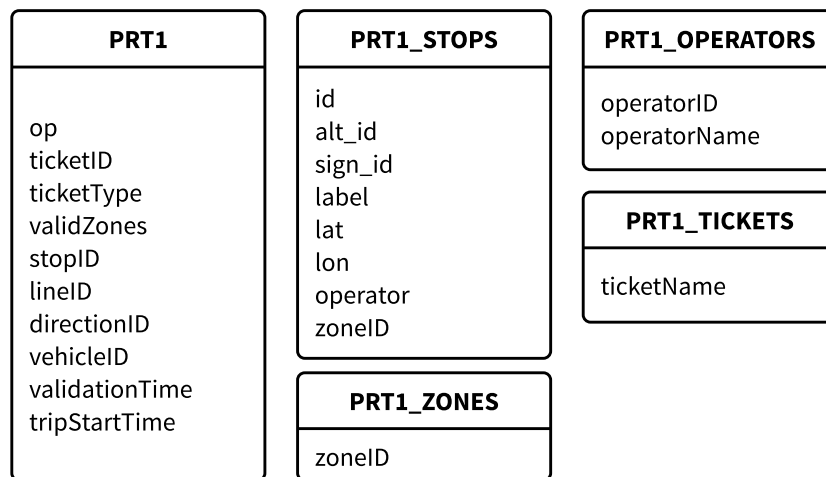 PRT1
op
ticketID
ticketType
validZones
stopID
lineID
directionID
vehicleID
validationTime
tripStartTime
PRT1_STOPS
id
alt_id
sign_id
label
lat
lon
operator
zoneID
PRT1_ZONES
zoneID
PRT1_OPERATORS
operatorID
operatorName
PRT1_TICKETS
ticketName